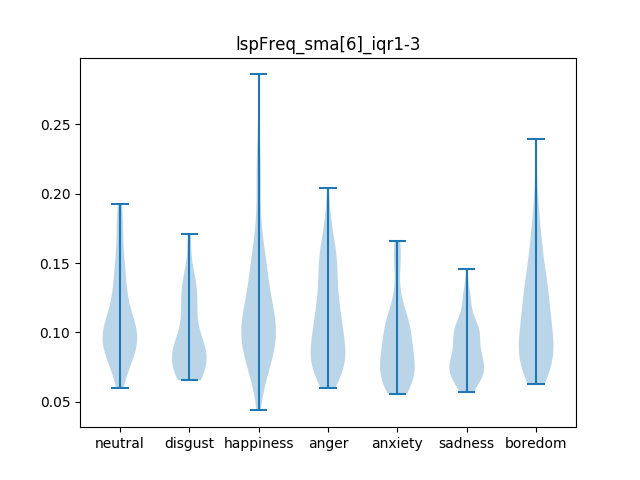 lspFreq_sma[6]_iqr1-3
0.25
0.20
0.15
0.10
0.05
neutral disgust happiness anger anxiety sadness boredom